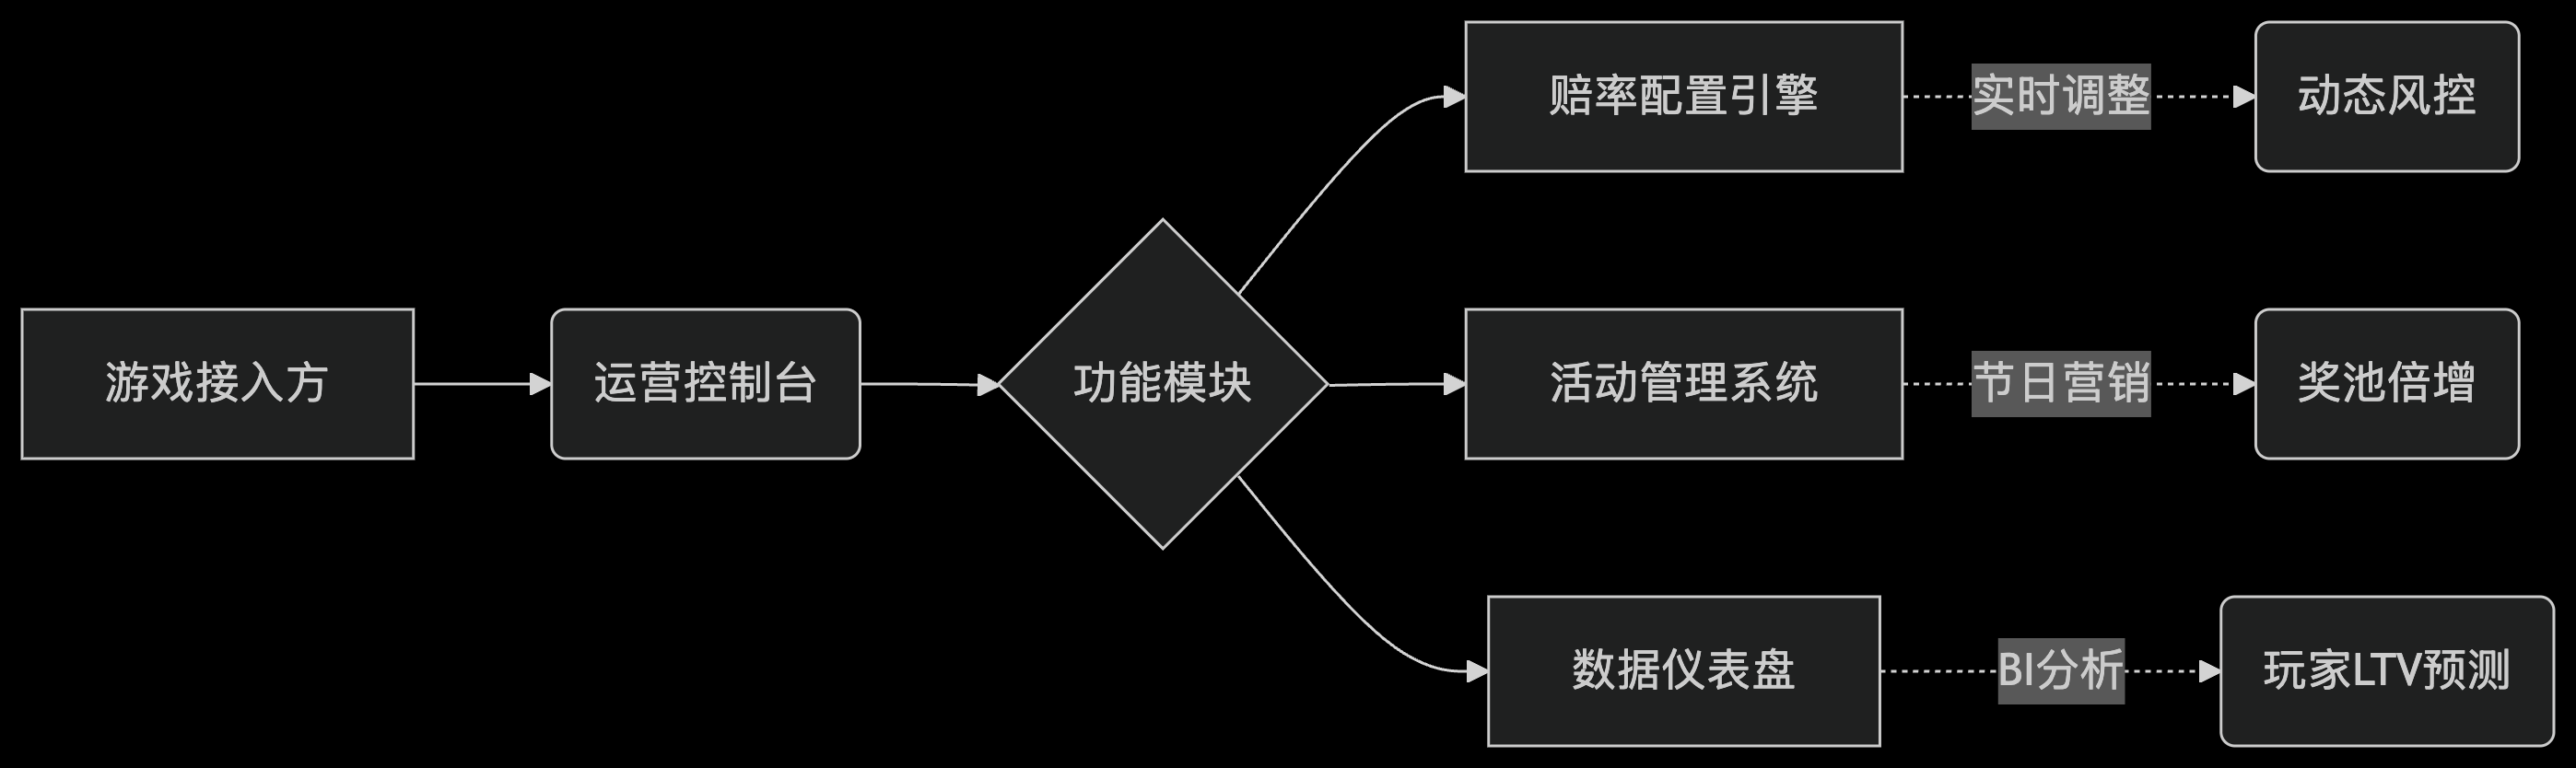 游戏接入方
运营控制台
功能模块
赔率配置引擎
实时调整
动态风控
活动管理系统
节日营销
奖池倍增
数据仪表盘
BI分析
玩家LTV预测